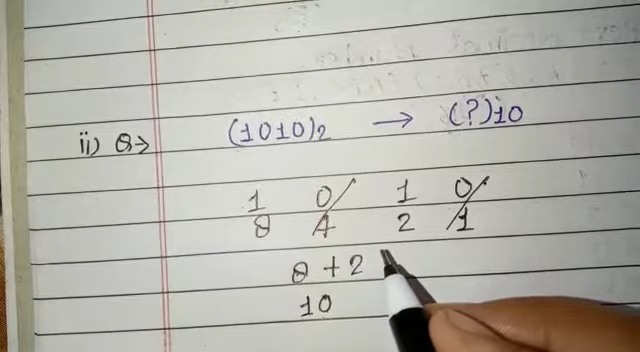 ii) Q→ (1010)₂ → (?)10
1 0 1 0
8 4 2 1
8 + 2
10